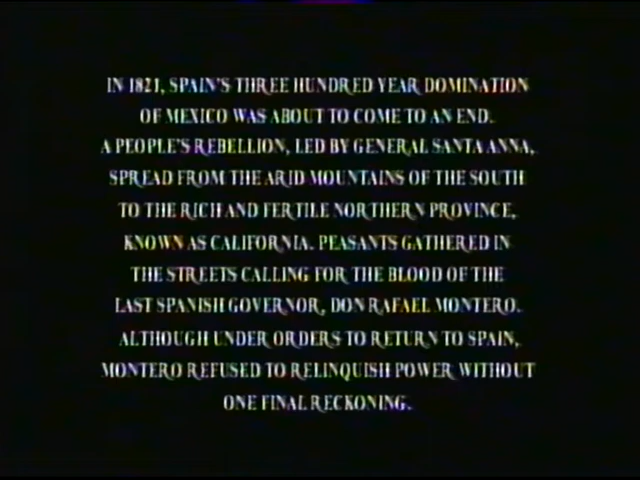 IN 1821, SPAIN'S THREE HUNDRED YEAR DOMINATION
OF MEXICO WAS ABOUT TO COME TO AN END.
A PEOPLE'S REBELLION, LED BY GENERAL SANTA ANNA,
SPREAD FROM THE ARID MOUNTAINS OF THE SOUTH
TO THE RICH AND FERTILE NORTHERN PROVINCE,
KNOWN AS CALIFORNIA. PEASANTS GATHERED IN
THE STREETS CALLING FOR THE BLOOD OF THE
LAST SPANISH GOVERNOR, DON RAFAEL MONTERO.
ALTHOUGH UNDER ORDERS TO RETURN TO SPAIN,
MONTERO REFUSED TO RELINQUISH POWER WITHOUT
ONE FINAL RECKONING.